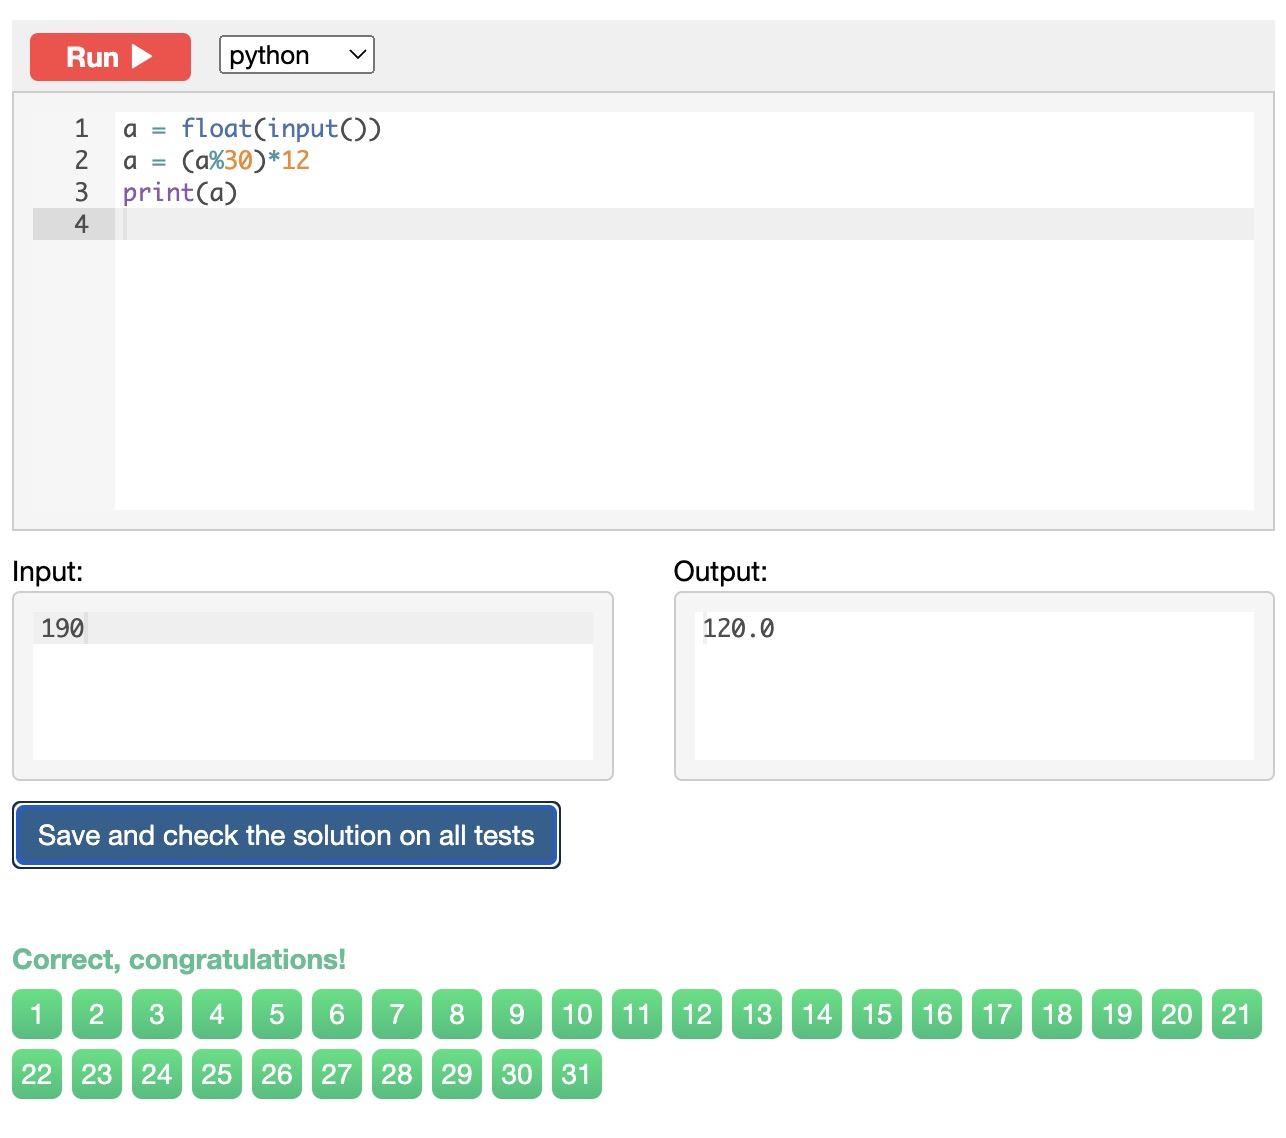 Run ▶ python
1 a = float(input())
2 a = (a%30)*12
3 print(a)
4
Input:
190
Output:
120.0
Save and check the solution on all tests
Correct, congratulations!
1 2 3 4 5 6 7 8 9 10 11 12 13 14 15 16 17 18 19 20 21
22 23 24 25 26 27 28 29 30 31